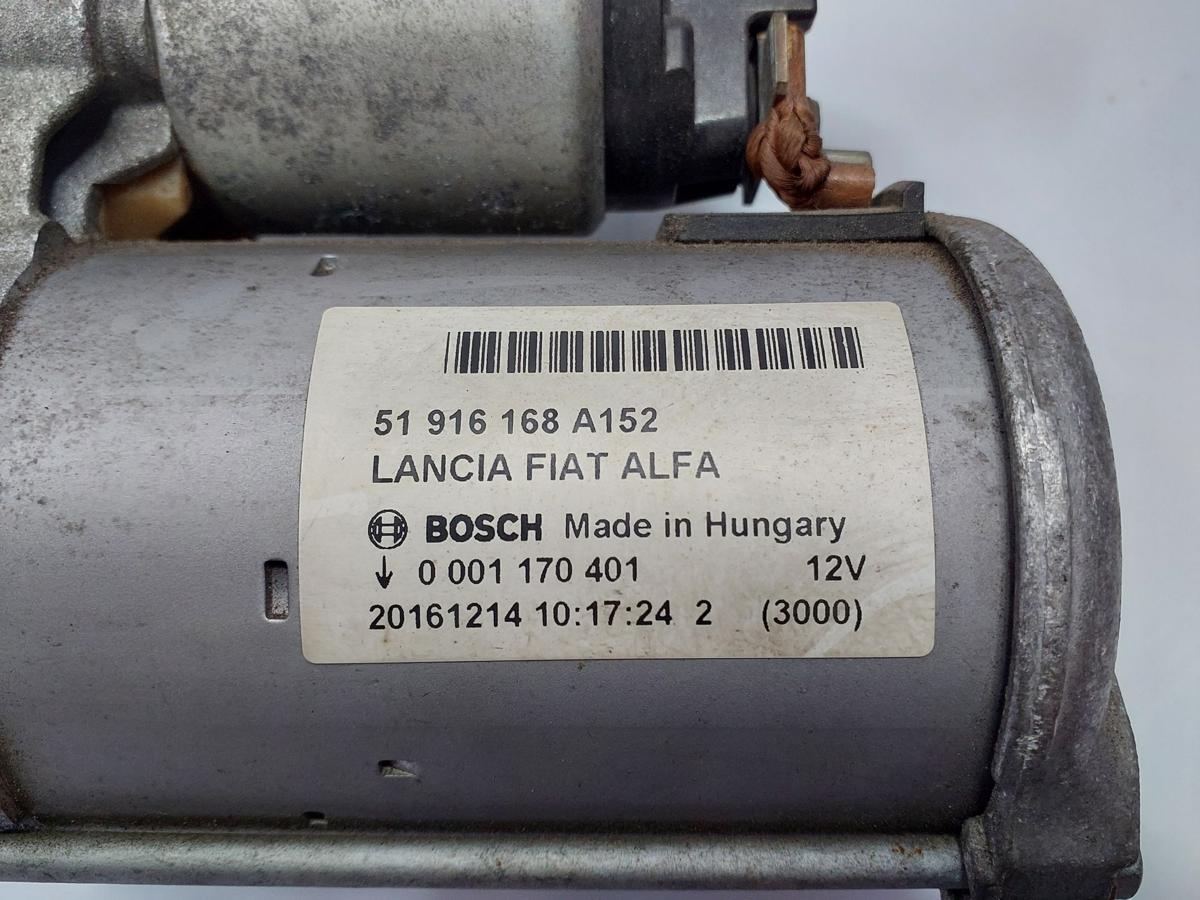 51 916 168 A152
LANCIA FIAT ALFA
BOSCH Made in Hungary
↓ 0 001 170 401 12V
20161214 10:17:24 2 (3000)